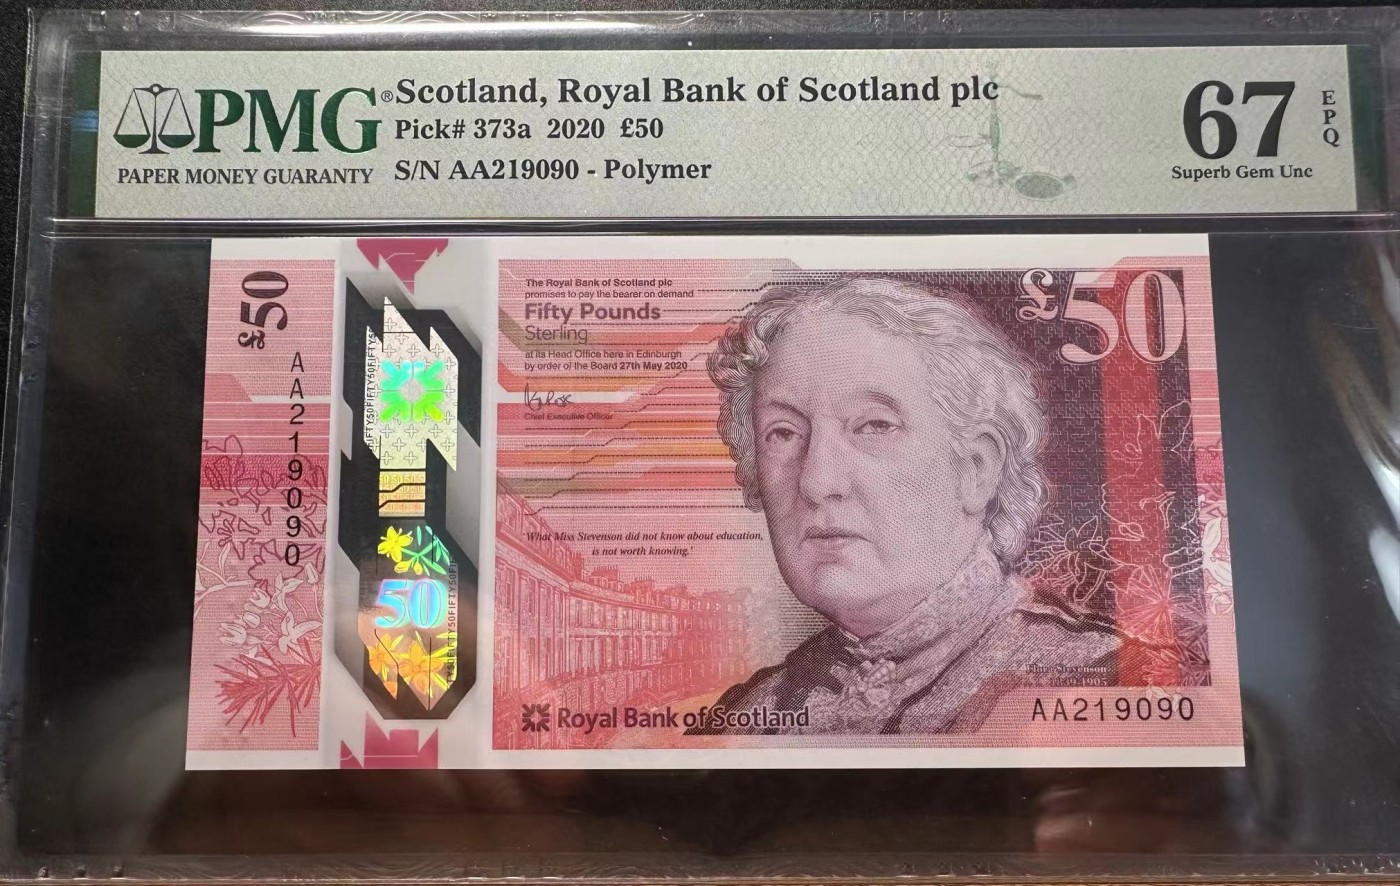 PMG®
PAPER MONEY GUARANTY
Scotland, Royal Bank of Scotland plc
Pick# 373a 2020 £50
S/N AA219090 - Polymer
67
EPQ
Superb Gem Unc
£50
AA219090
The Royal Bank of Scotland plc
promises to pay the bearer on demand
Fifty Pounds
Sterling
at its Head Office here in Edinburgh
by order of the Board 27th May 2020
Chief Executive Officer
£50
50
'What Miss Stevenson did not know about education,
is not worth knowing.'
Flora Stevenson
1839-1905
Royal Bank of Scotland
AA219090